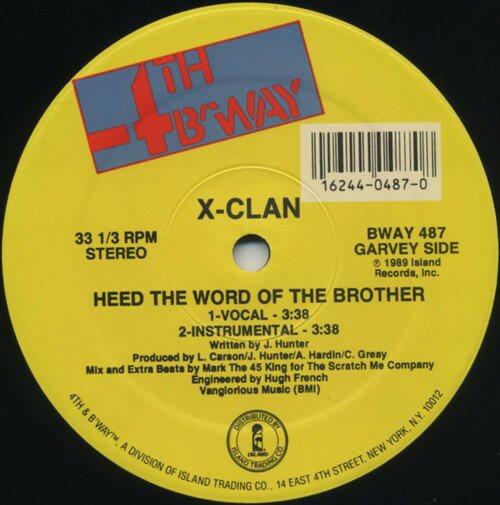 4TH
B'WAY
16244-0487-0
X-CLAN
33 1/3 RPM
STEREO
BWAY 487
GARVEY SIDE
℗ 1989 Island
Records, Inc.
HEED THE WORD OF THE BROTHER
1-VOCAL - 3:38
2-INSTRUMENTAL - 3:38
Written by J. Hunter
Produced by L. Carson/J. Hunter/A. Hardin/C. Greay
Mix and Extra Beats by Mark The 45 King for The Scratch Me Company
Engineered by Hugh French
Vanglorious Music (BMI)
DISTRIBUTED BY
ISLAND
ISLAND TRADING CO.
4TH & B'WAY™, A DIVISION OF ISLAND TRADING CO., 14 EAST 4TH STREET, NEW YORK, N.Y. 10012